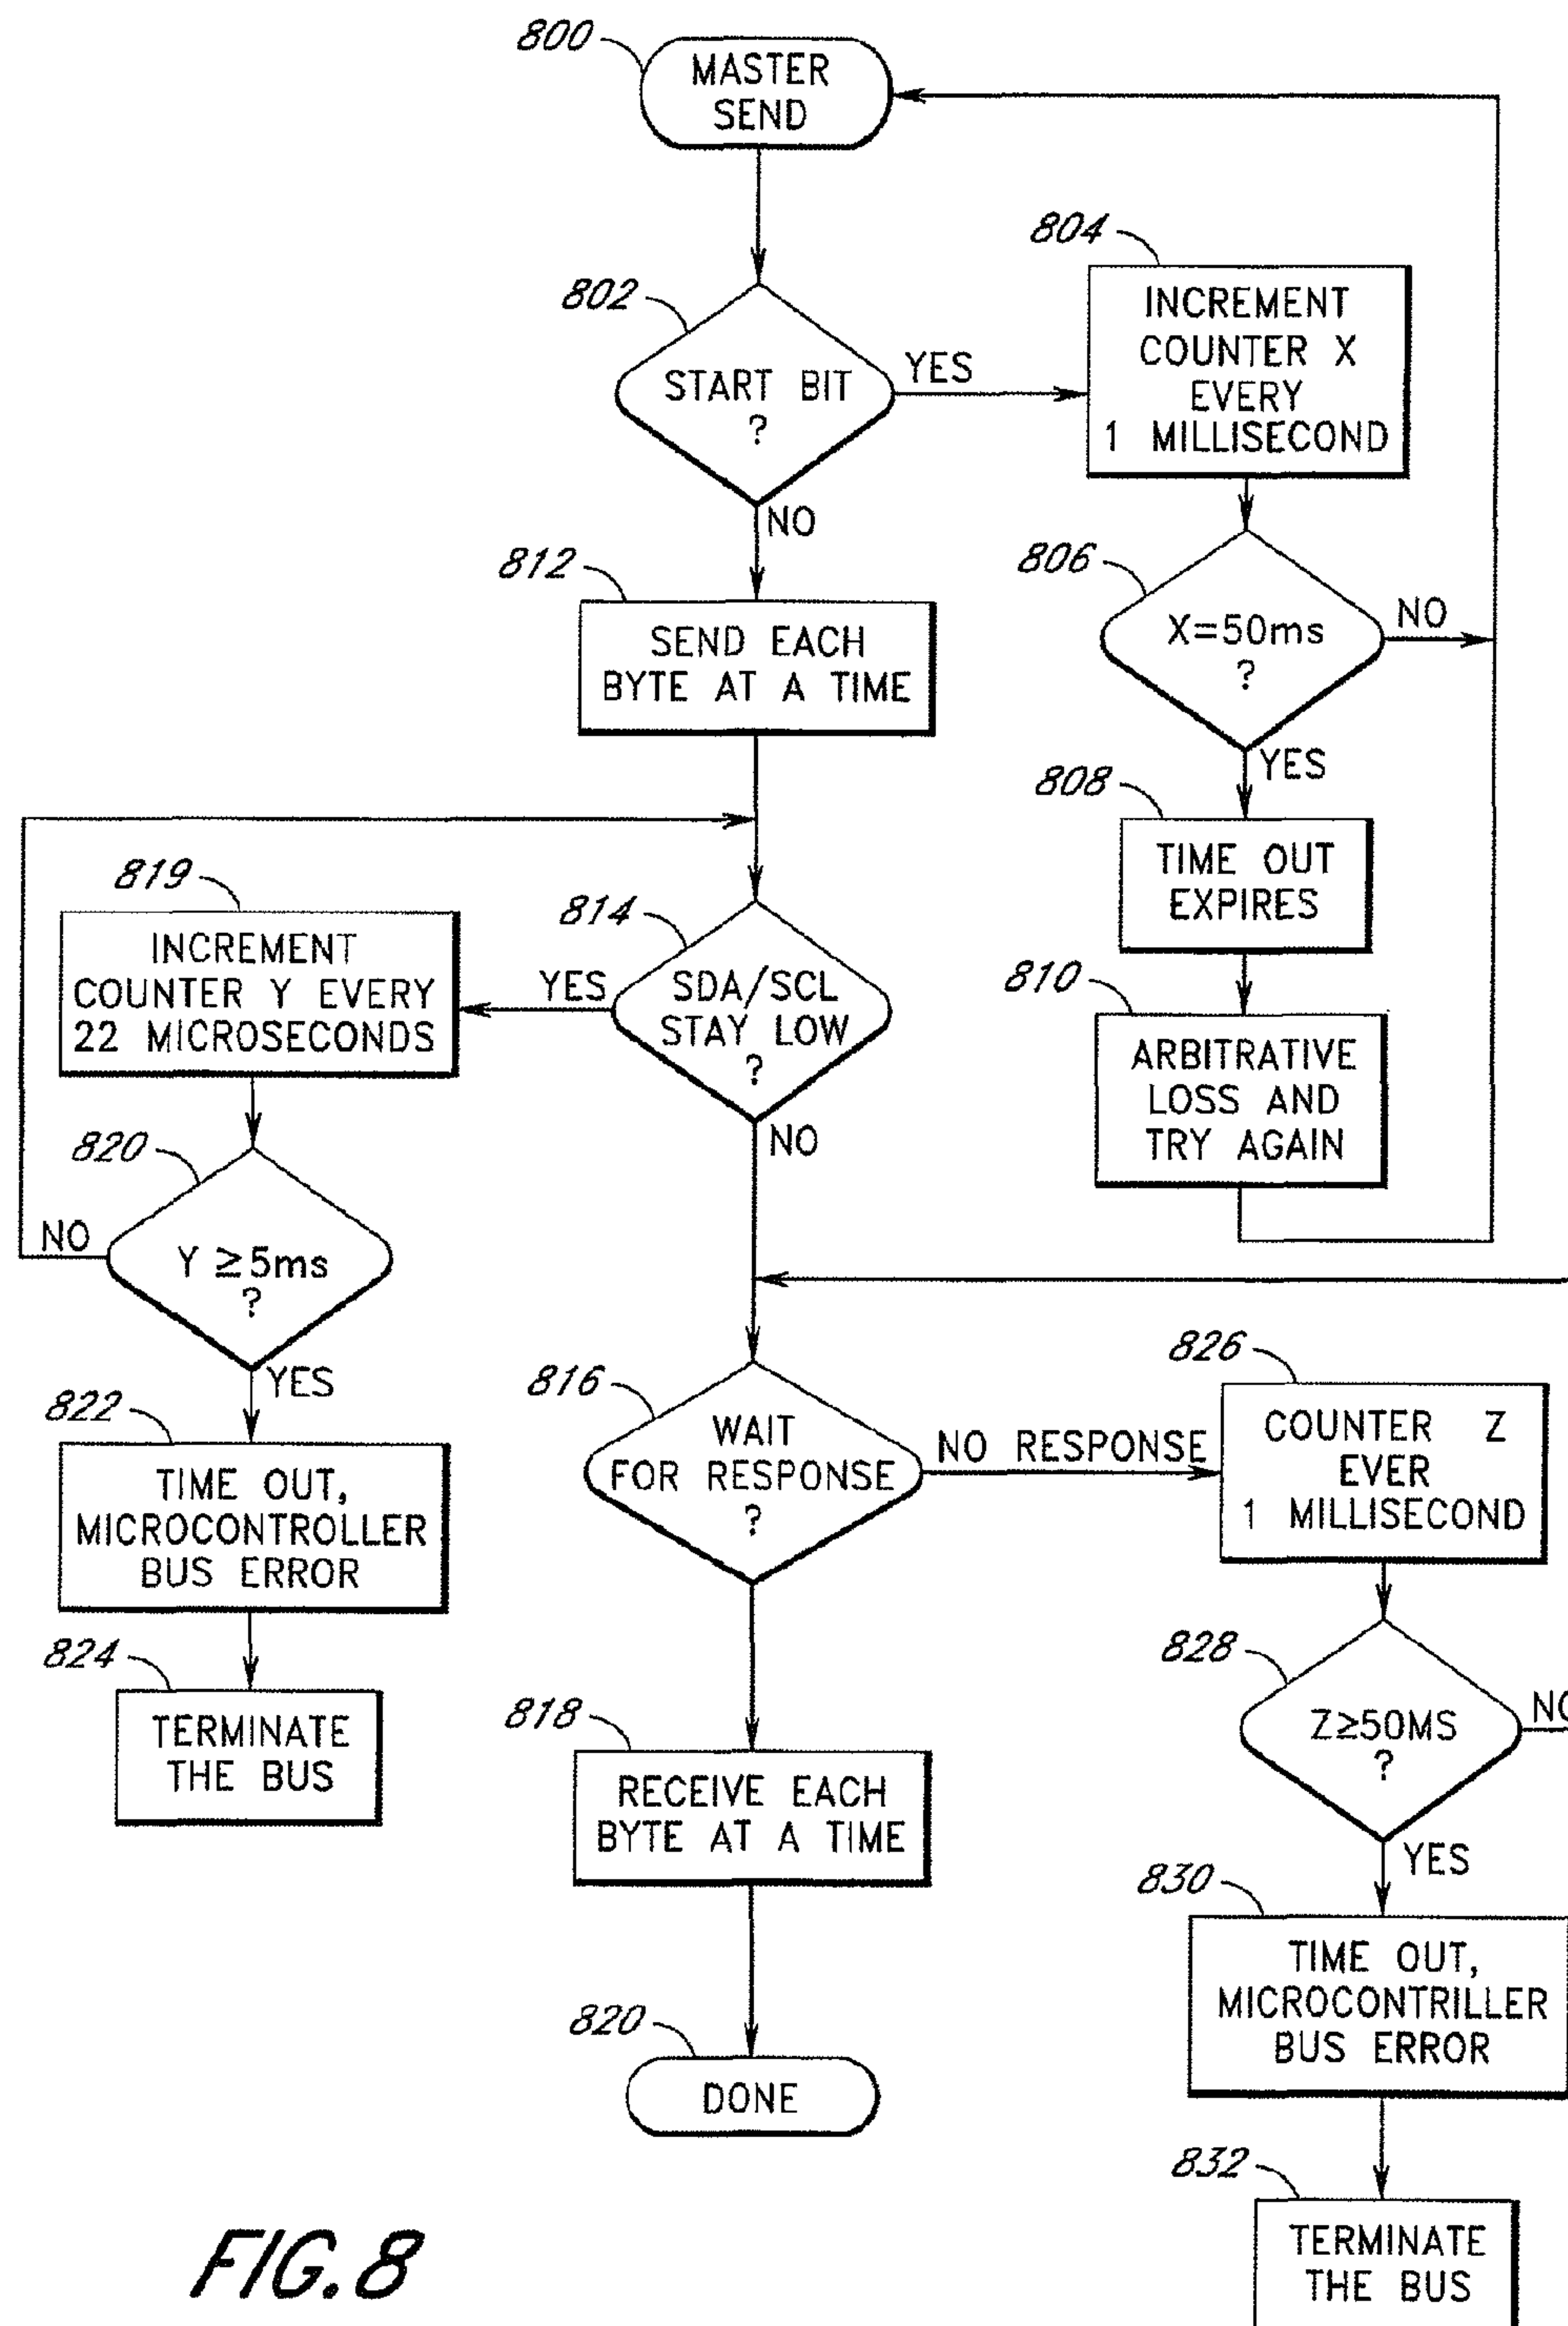 800
MASTER
SEND
802
START BIT
?
YES
NO
804
INCREMENT
COUNTER X
EVERY
1 MILLISECOND
806
X=50ms
?
NO
YES
808
TIME OUT
EXPIRES
810
ARBITRATIVE
LOSS AND
TRY AGAIN
812
SEND EACH
BYTE AT A TIME
814
SDA/SCL
STAY LOW
?
YES
NO
819
INCREMENT
COUNTER Y EVERY
22 MICROSECONDS
820
Y ≥5ms
?
NO
YES
822
TIME OUT,
MICROCONTROLLER
BUS ERROR
824
TERMINATE
THE BUS
816
WAIT
FOR RESPONSE
?
NO RESPONSE
826
COUNTER Z
EVER
1 MILLISECOND
828
Z≥50MS
?
NO
YES
830
TIME OUT,
MICROCONTRILLER
BUS ERROR
832
TERMINATE
THE BUS
818
RECEIVE EACH
BYTE AT A TIME
820
DONE
FIG. 8